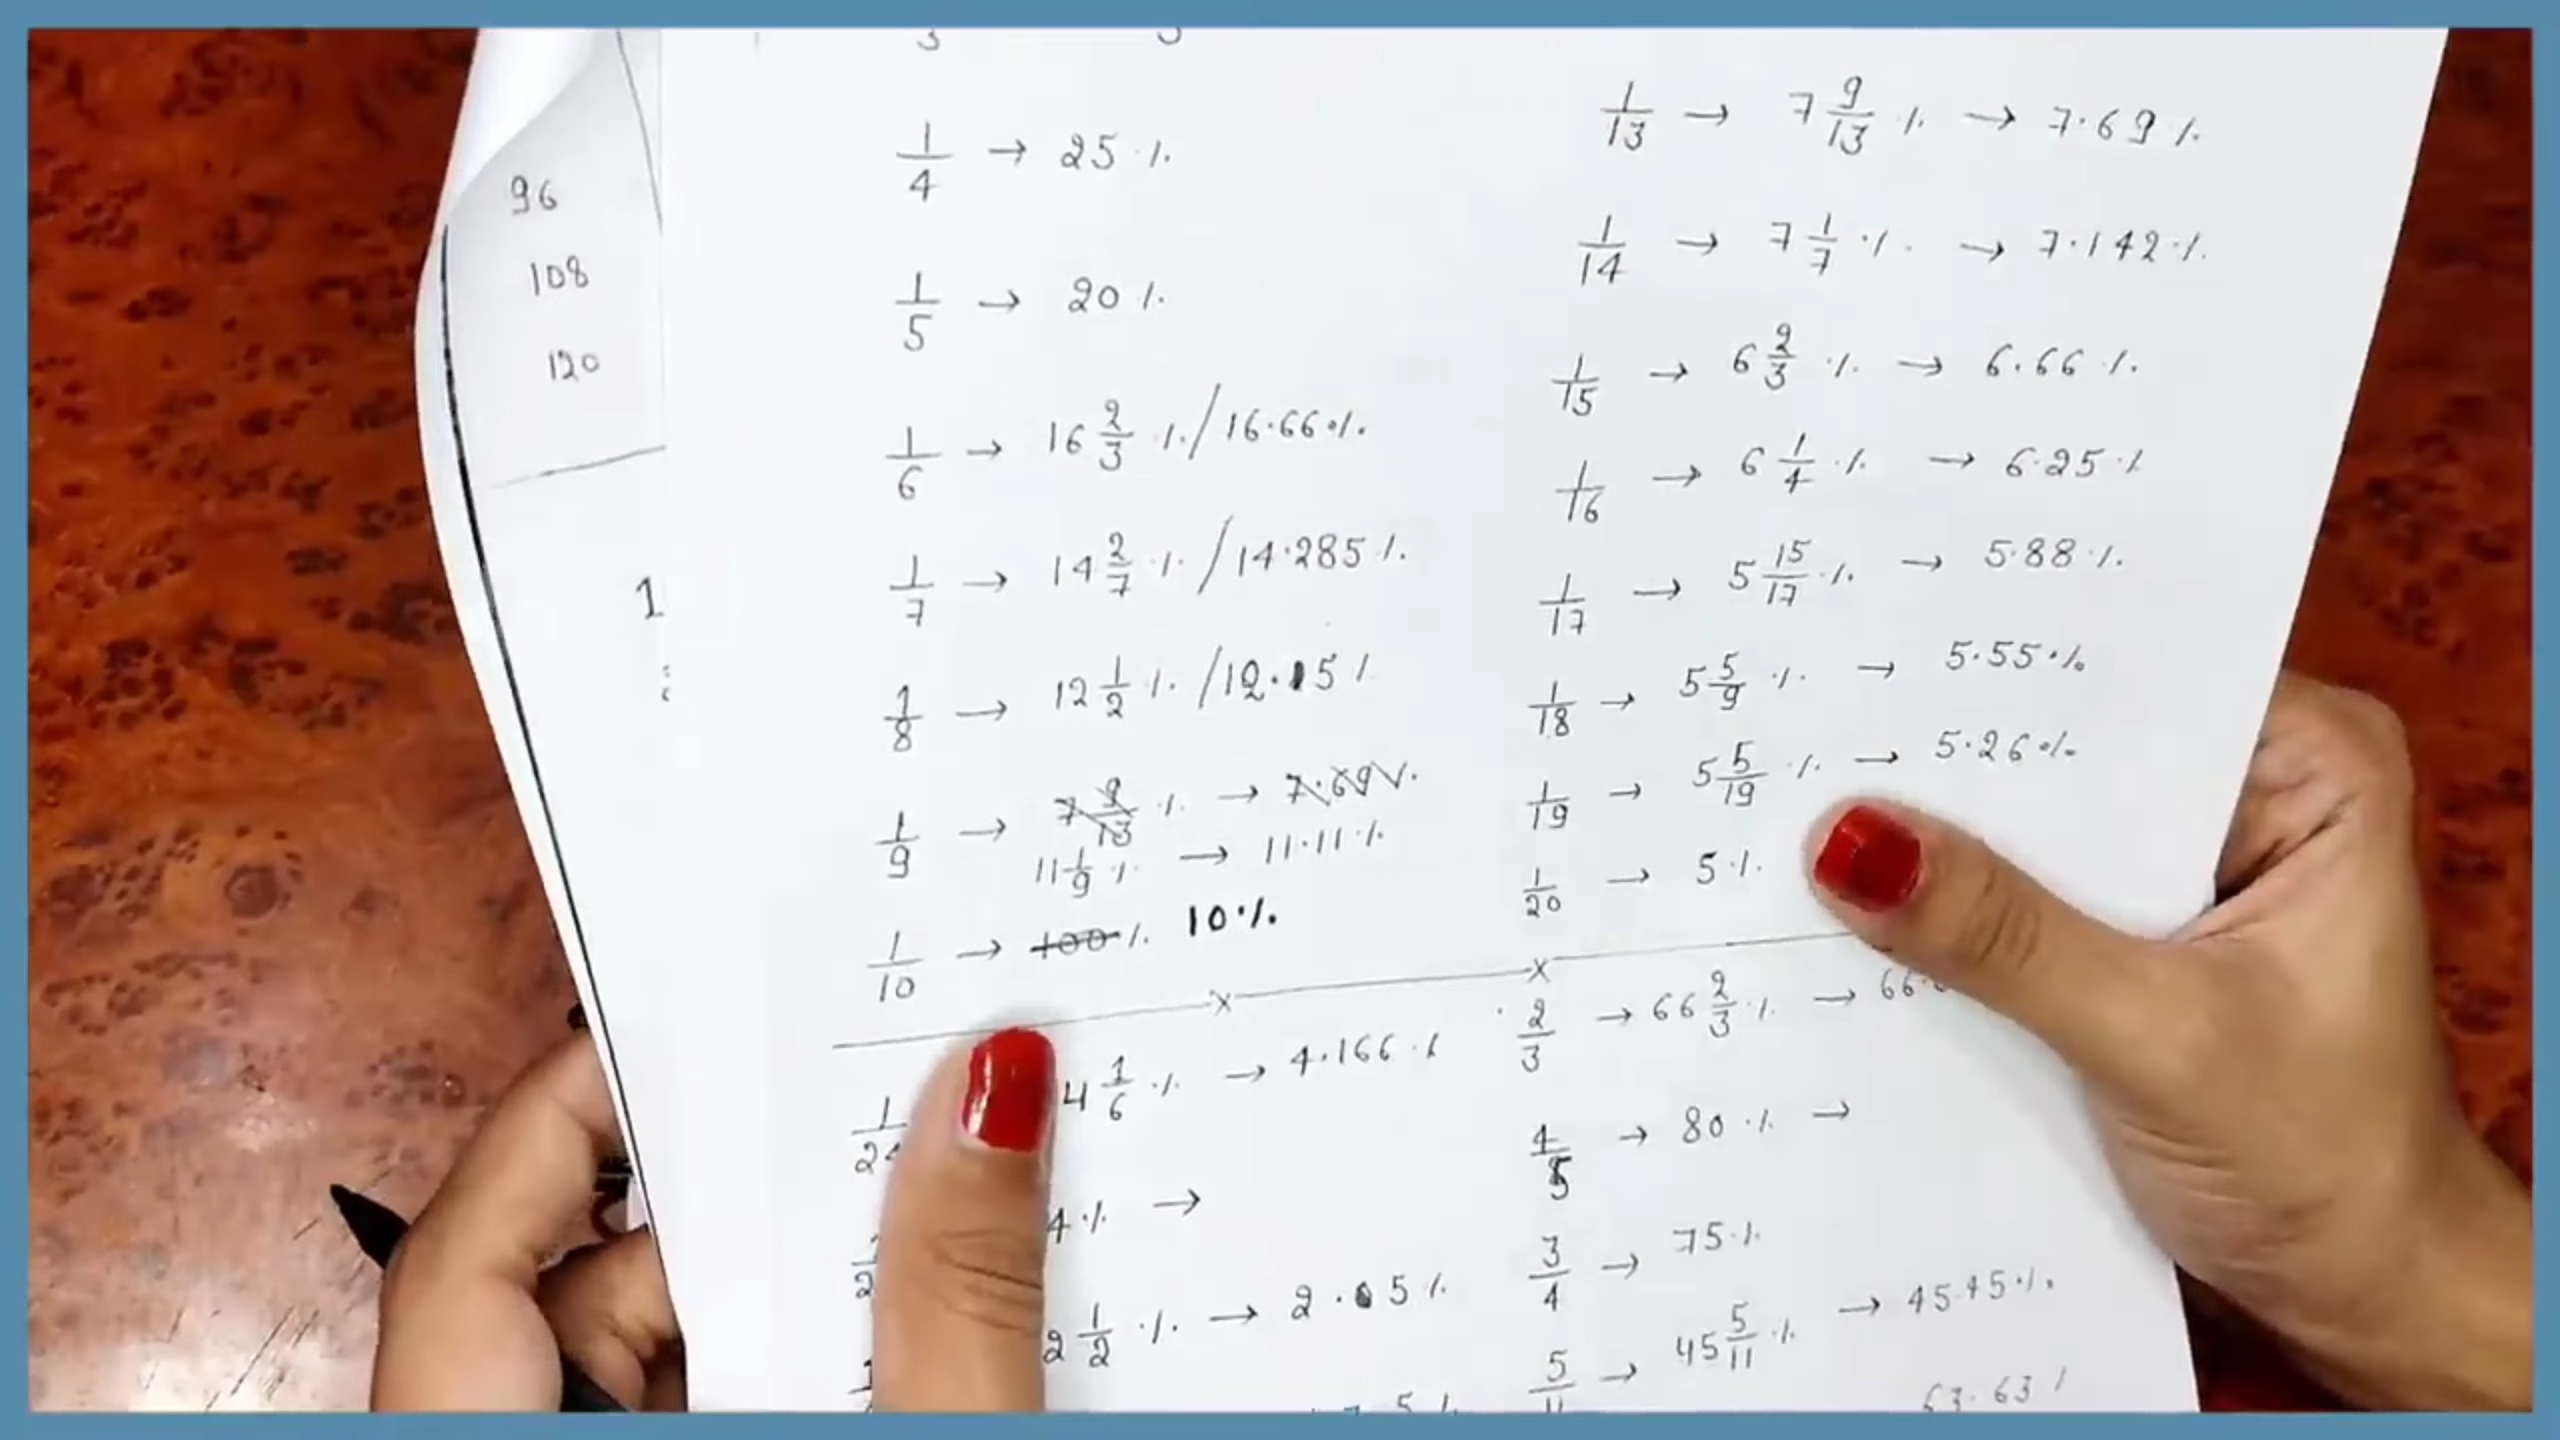 96
108
120
1
1/4 → 25 %
1/5 → 20 %
1/6 → 16 2/3 % / 16.66 %
1/7 → 14 2/7 % / 14.285 %
1/8 → 12 1/2 % / 12.5 %
1/9 → 7 9/13 % → 7.69 %
11 1/9 % → 11.11 %
1/10 → 100 % 10 %
4 1/6 % → 4.166 %
4 % →
2 1/2 % → 2.5 %
1/13 → 7 9/13 % → 7.69 %
1/14 → 7 1/7 % → 7.142 %
1/15 → 6 2/3 % → 6.66 %
1/16 → 6 1/4 % → 6.25 %
1/17 → 5 15/17 % → 5.88 %
1/18 → 5 5/9 % → 5.55 %
1/19 → 5 5/19 % → 5.26 %
1/20 → 5 %
2/3 → 66 2/3 % → 66.
4/5 → 80 % →
3/4 → 75 %
5/11 → 45 5/11 % → 45.45 %
63.63 %